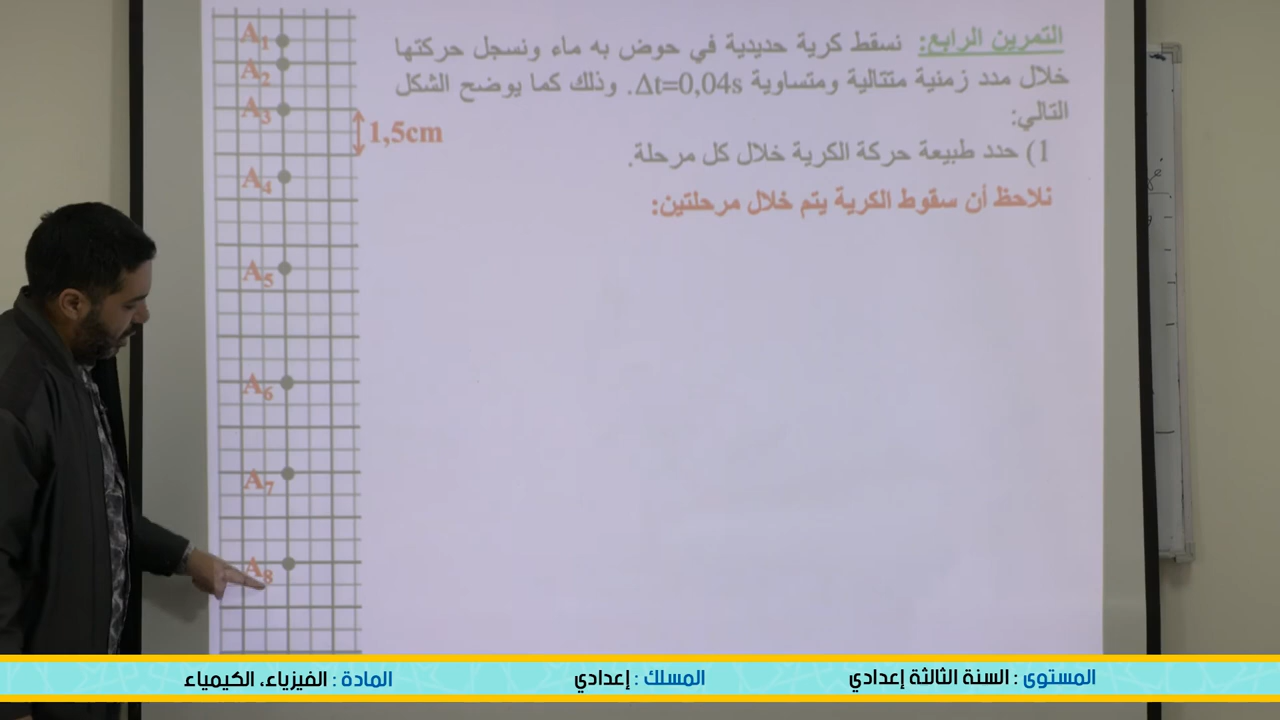 التمرين الرابع: نسقط كرية حديدية في حوض به ماء ونسجل حركتها
خلال مدد زمنية متتالية ومتساوية Δt=0,04s. وذلك كما يوضح الشكل
التالي:
1) حدد طبيعة حركة الكرية خلال كل مرحلة.
نلاحظ أن سقوط الكرية يتم خلال مرحلتين:
A1
A2
A3
1,5cm
A4
A5
A6
A7
A8
المستوى : السنة الثالثة إعدادي
المسلك : إعدادي
المادة : الفيزياء، الكيمياء